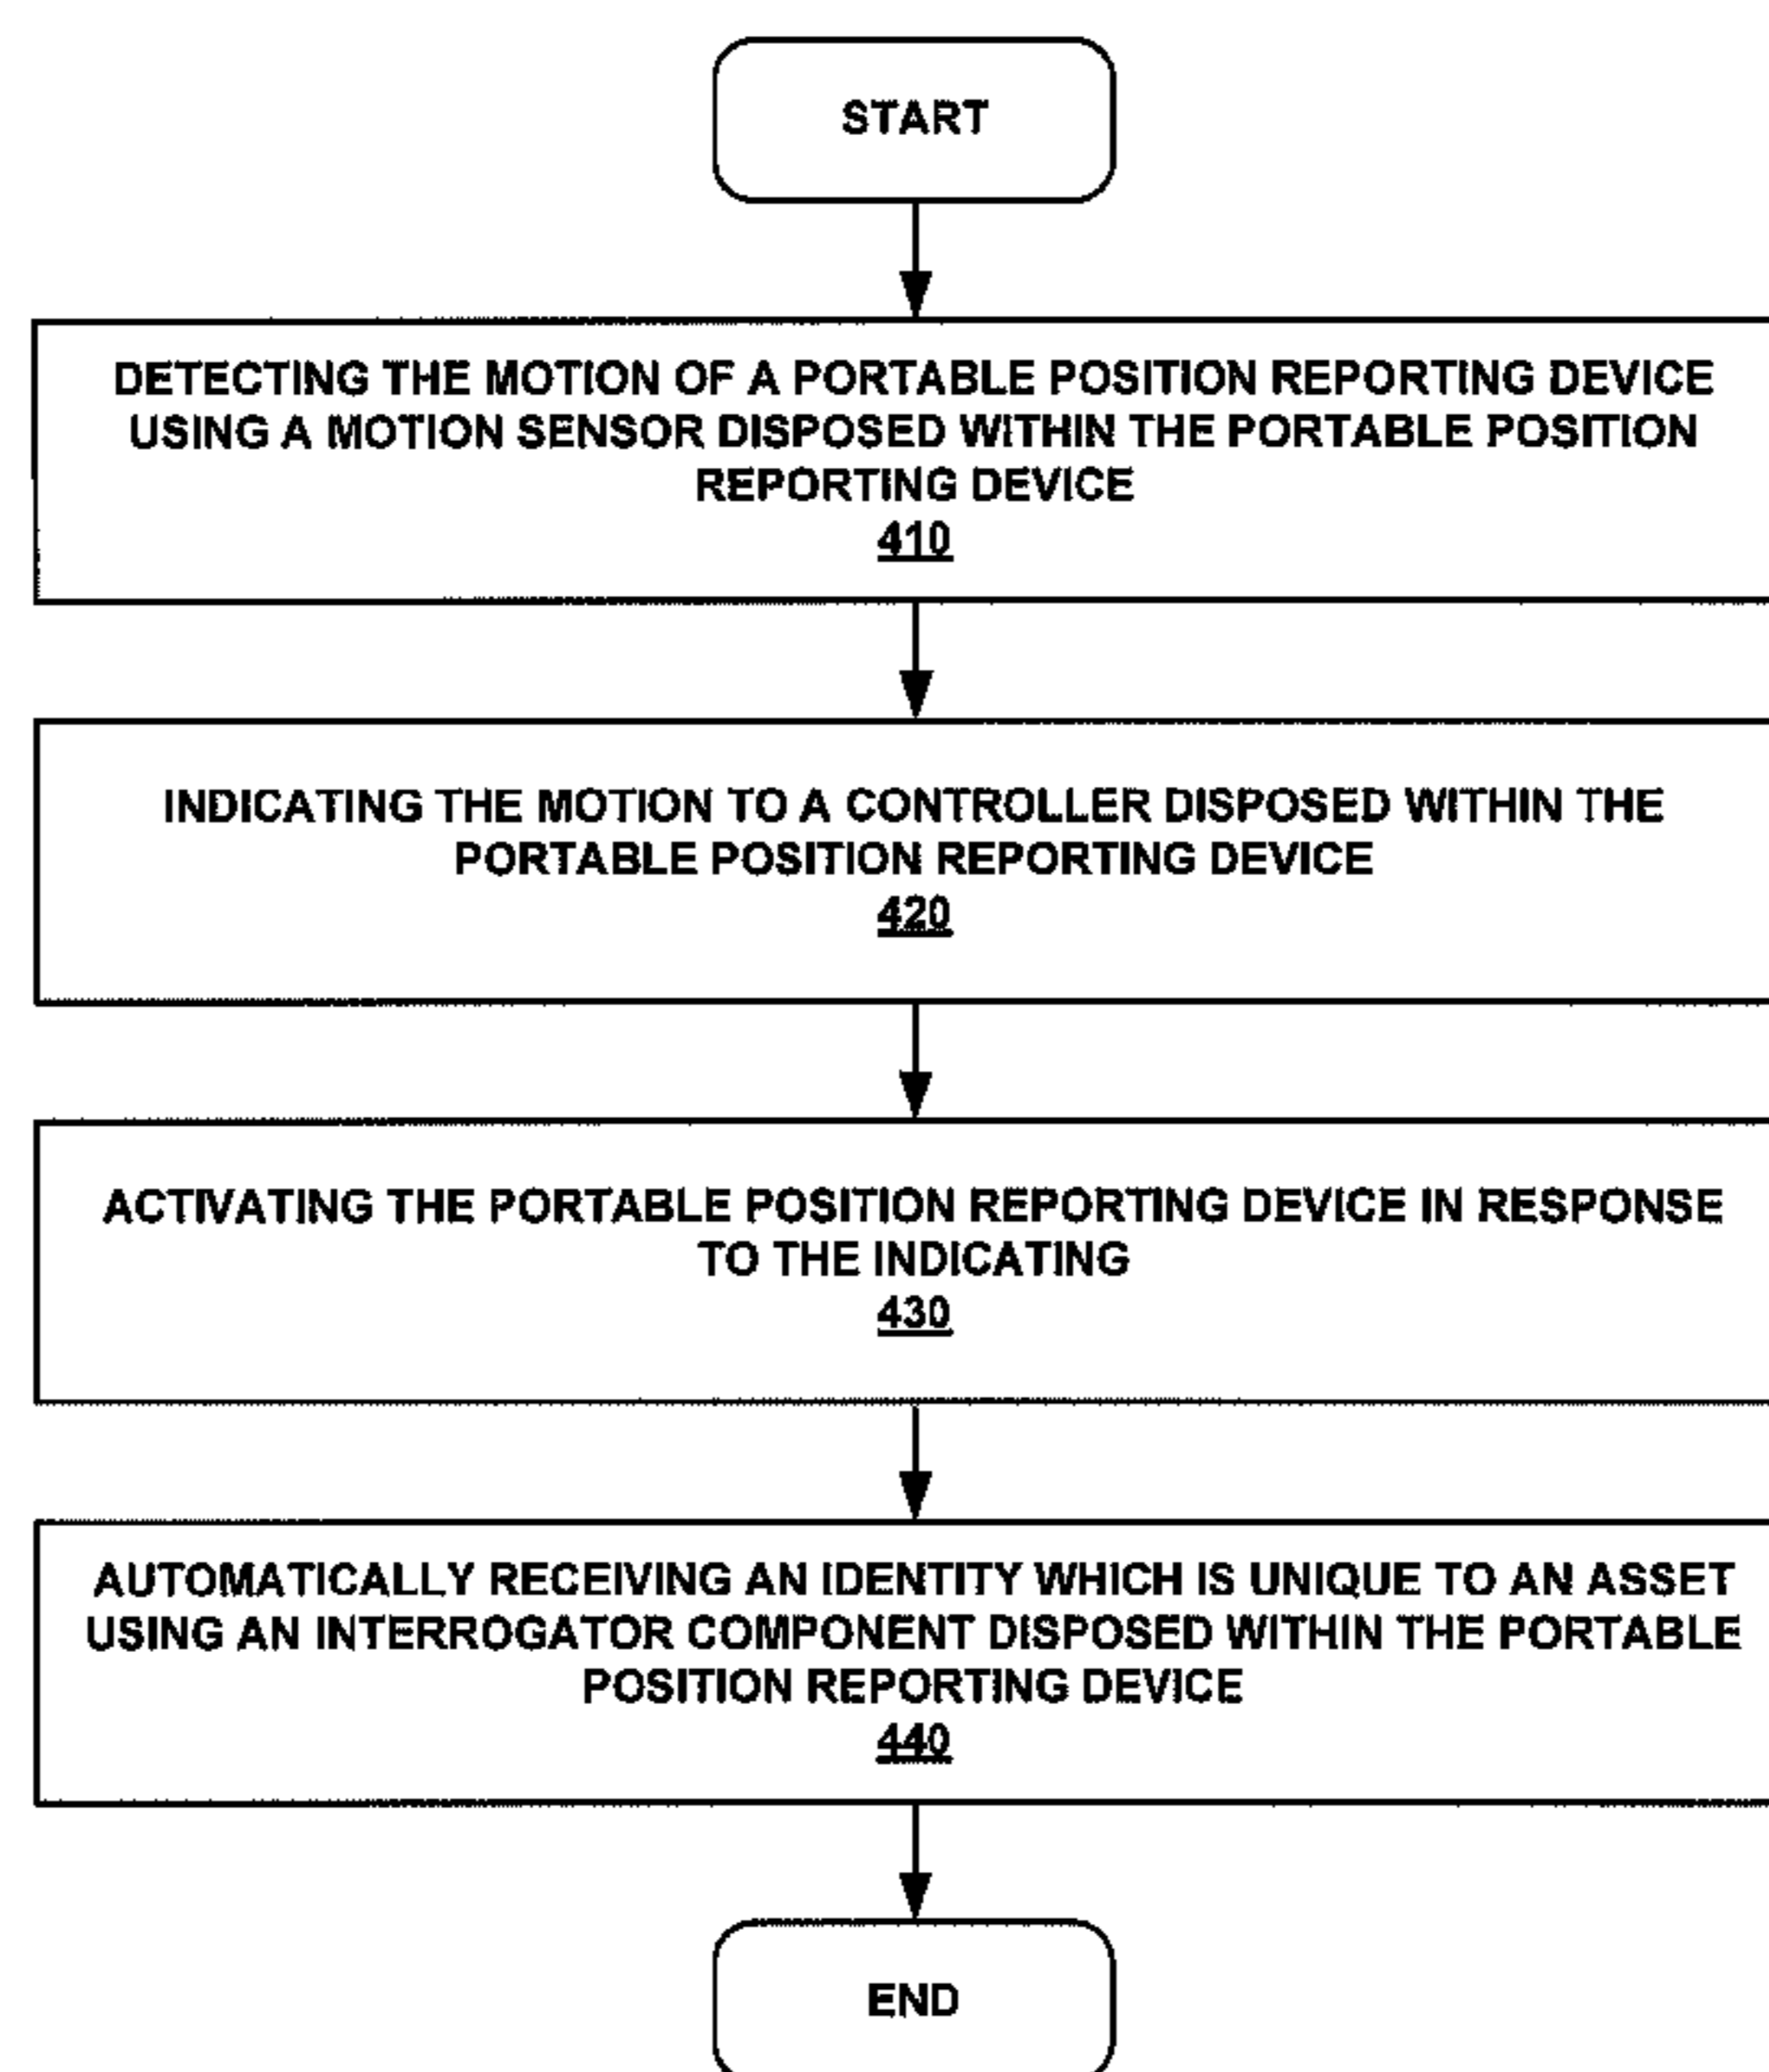 START
DETECTING THE MOTION OF A PORTABLE POSITION REPORTING DEVICE
USING A MOTION SENSOR DISPOSED WITHIN THE PORTABLE POSITION
REPORTING DEVICE
410
INDICATING THE MOTION TO A CONTROLLER DISPOSED WITHIN THE
PORTABLE POSITION REPORTING DEVICE
420
ACTIVATING THE PORTABLE POSITION REPORTING DEVICE IN RESPONSE
TO THE INDICATING
430
AUTOMATICALLY RECEIVING AN IDENTITY WHICH IS UNIQUE TO AN ASSET
USING AN INTERROGATOR COMPONENT DISPOSED WITHIN THE PORTABLE
POSITION REPORTING DEVICE
440
END